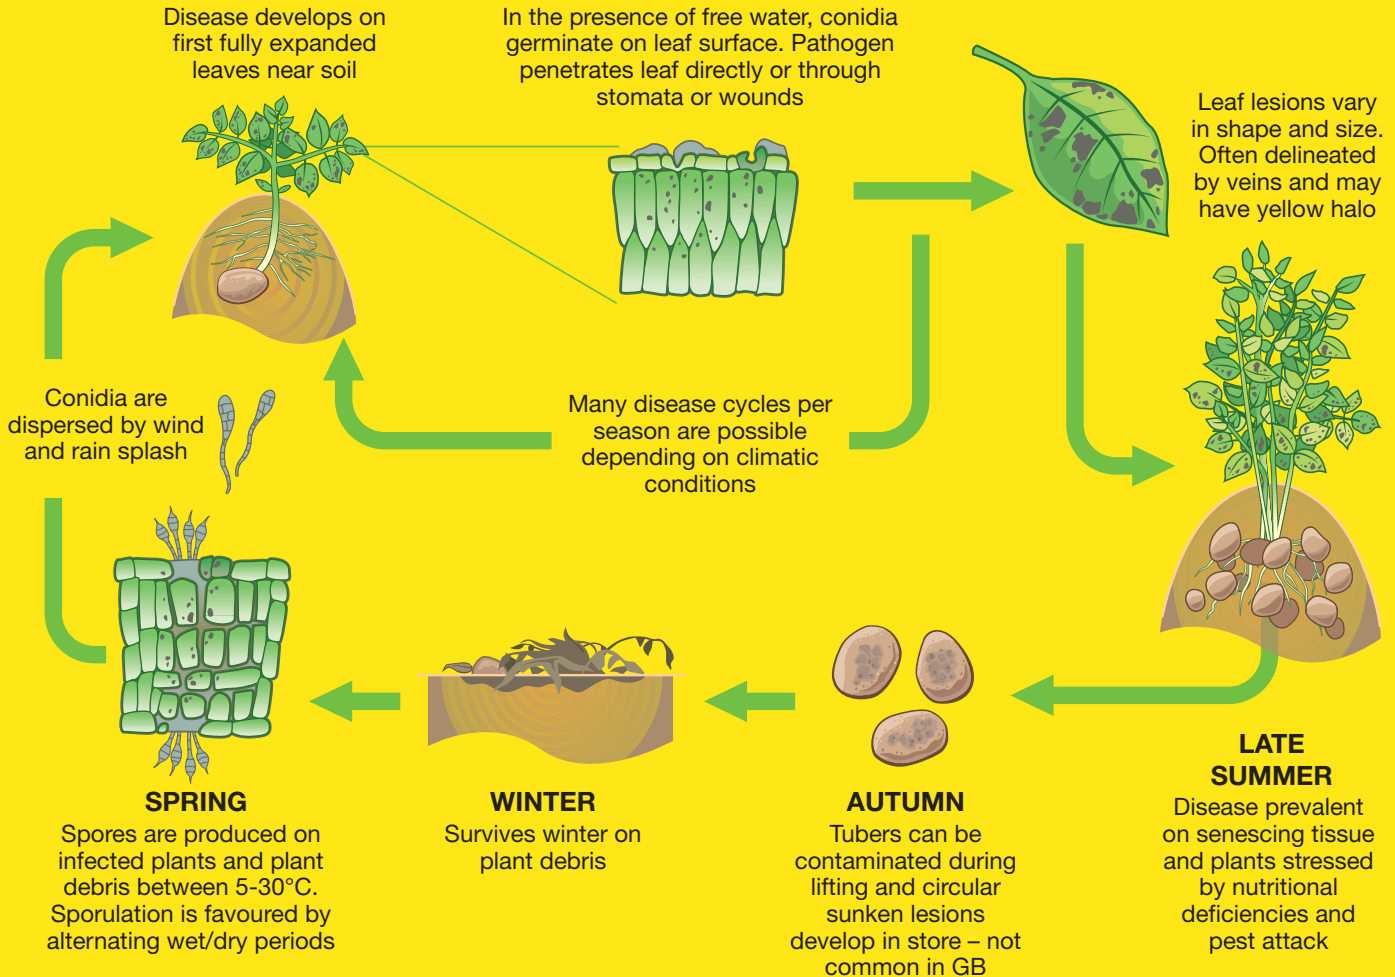 Disease develops on
first fully expanded
leaves near soil
In the presence of free water, conidia
germinate on leaf surface. Pathogen
penetrates leaf directly or through
stomata or wounds
Leaf lesions vary
in shape and size.
Often delineated
by veins and may
have yellow halo
Conidia are
dispersed by wind
and rain splash
Many disease cycles per
season are possible
depending on climatic
conditions
SPRING
Spores are produced on
infected plants and plant
debris between 5-30°C.
Sporulation is favoured by
alternating wet/dry periods
WINTER
Survives winter on
plant debris
AUTUMN
Tubers can be
contaminated during
lifting and circular
sunken lesions
develop in store – not
common in GB
LATE
SUMMER
Disease prevalent
on senescing tissue
and plants stressed
by nutritional
deficiencies and
pest attack